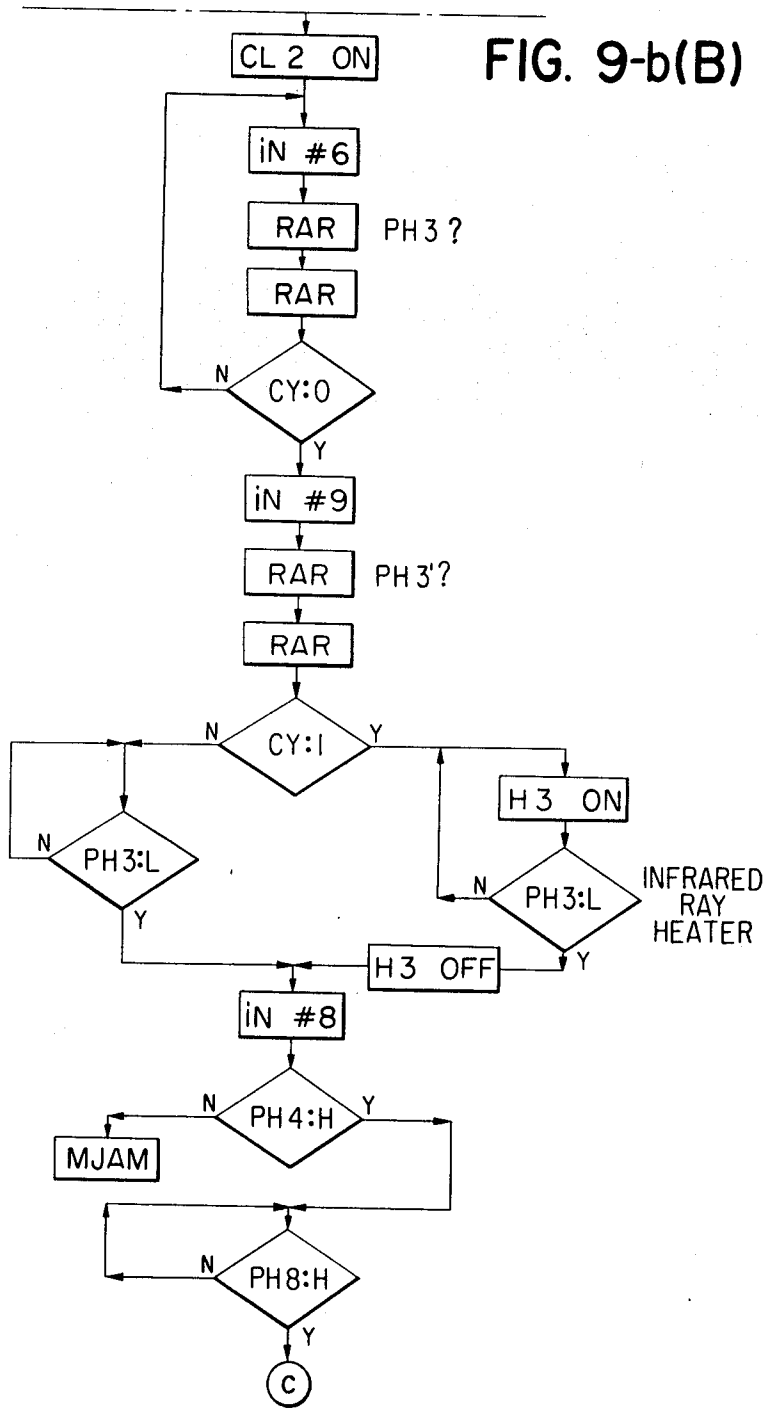 FIG. 9-b(B)
CL 2 ON
iN #6
RAR PH3?
RAR
N
CY:0
Y
iN #9
RAR PH3'?
RAR
N CY:1 Y
H3 ON
N PH3:L
Y
N PH3:L
Y
INFRARED
RAY
HEATER
H3 OFF
iN #8
N PH4:H Y
MJAM
N PH8:H
Y
C